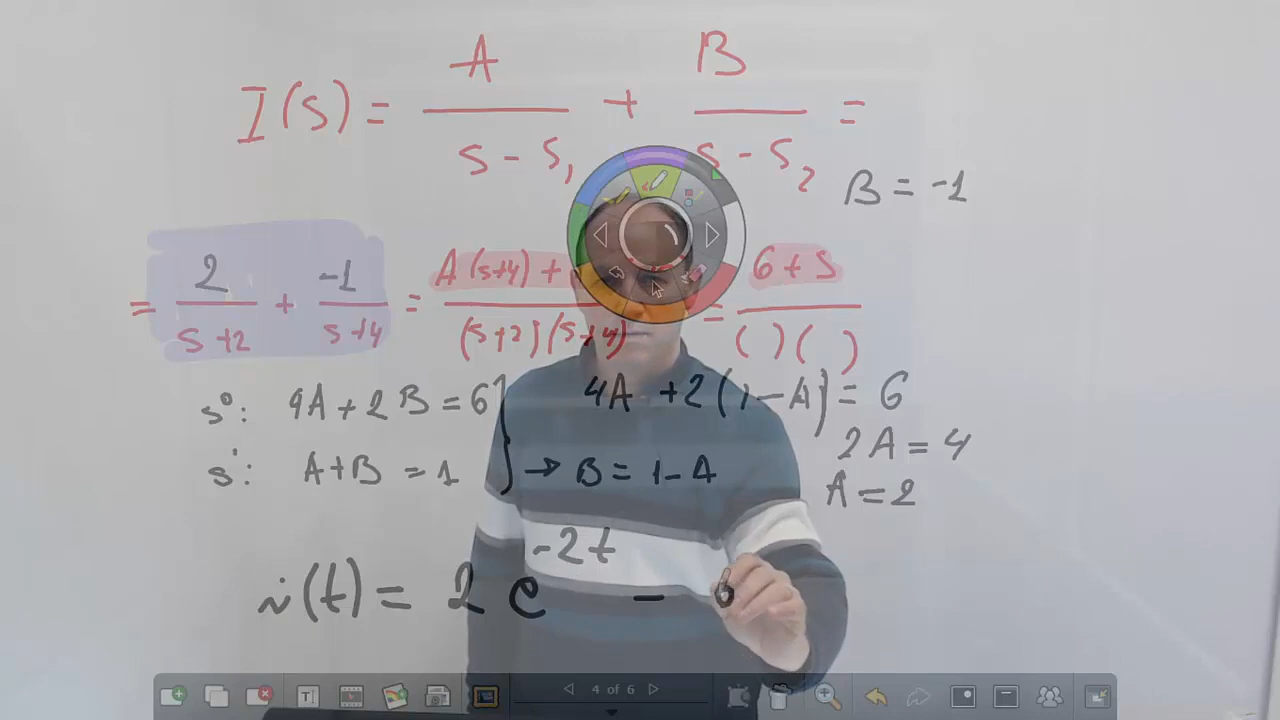 I(s) = A/(s - s₁) + B/(s - s₂) =
B = -1
= 2/(s+2) + -1/(s+4) = A(s+4) + /(s+2)(s+4) = 6+s/( )( )
s⁰: 4A + 2B = 6 } 4A + 2(1-A) = 6
2A = 4
s¹: A+B = 1 } → B = 1-A
A = 2
i(t) = 2e^-2t -
T
4 of 6